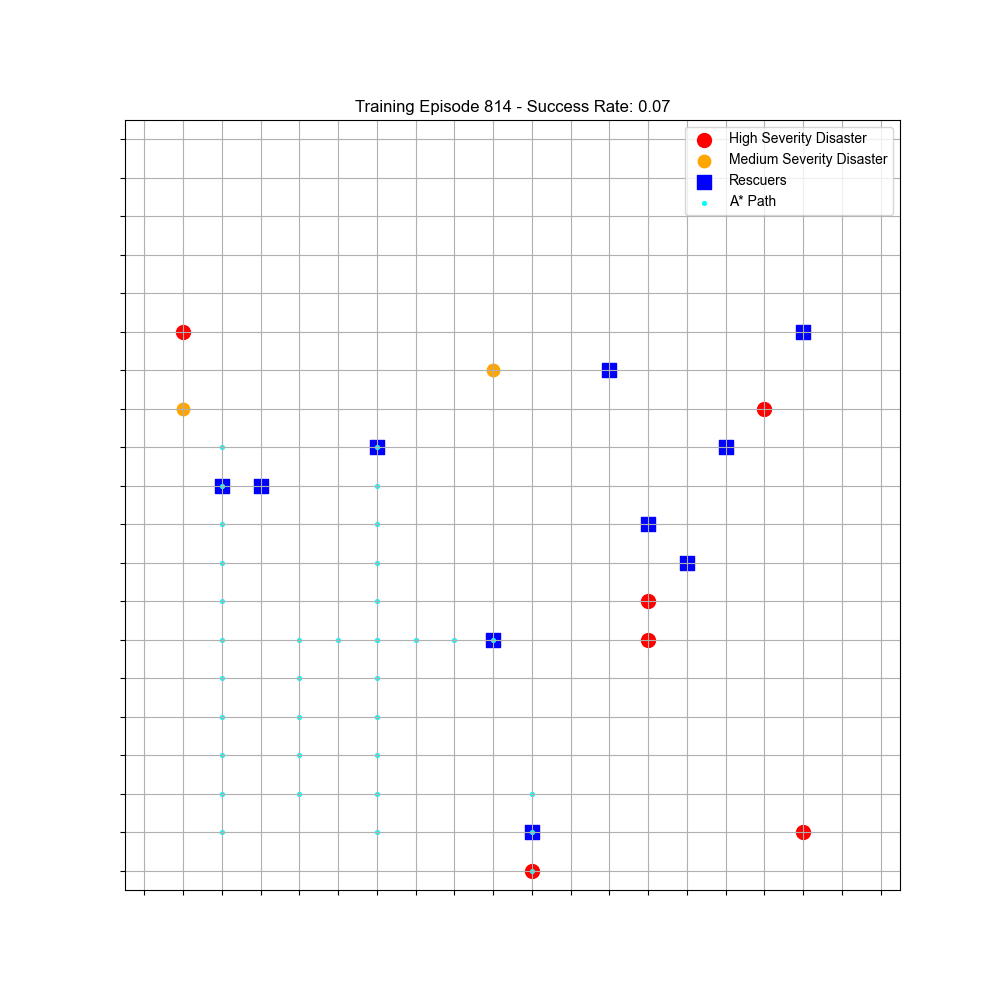 Training Episode 814 - Success Rate: 0.07
High Severity Disaster
Medium Severity Disaster
Rescuers
A* Path